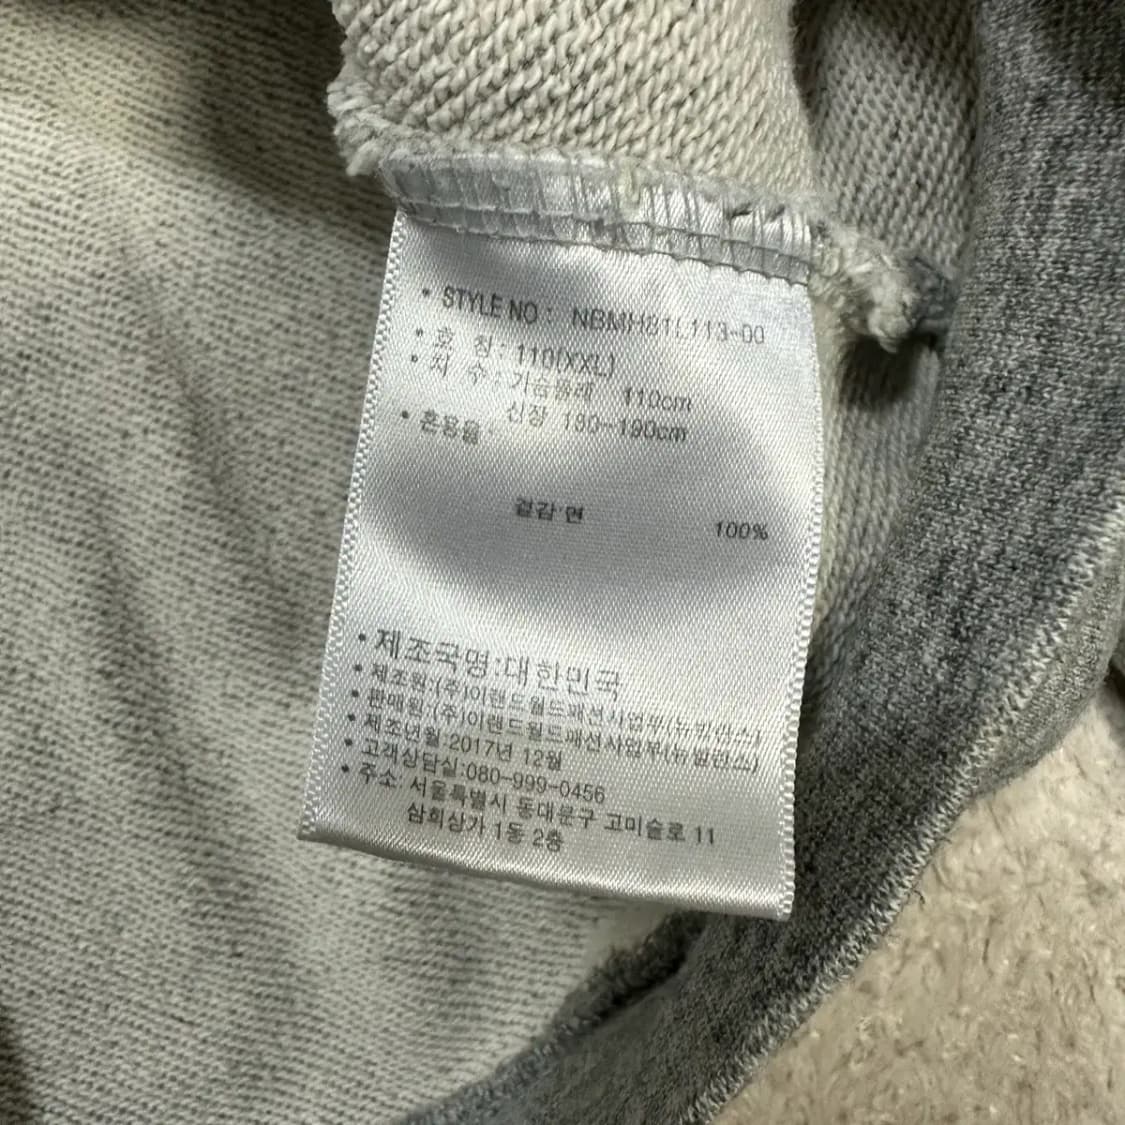 • STYLE NO : NBMH81L113-00
• 호 칭 : 110(XXL)
• 치 수 : 가슴둘레 110cm
신장 180-190cm
• 혼용율 :
겉감 면 100%
• 제조국명:대한민국
• 제조원:(주)이랜드월드패션사업부(뉴발란스)
• 판매원:(주)이랜드월드패션사업부(뉴발란스)
• 제조년월:2017년 12월
• 고객상담실:080-999-0456
• 주소: 서울특별시 동대문구 고미술로 11
삼희상가 1동 2층